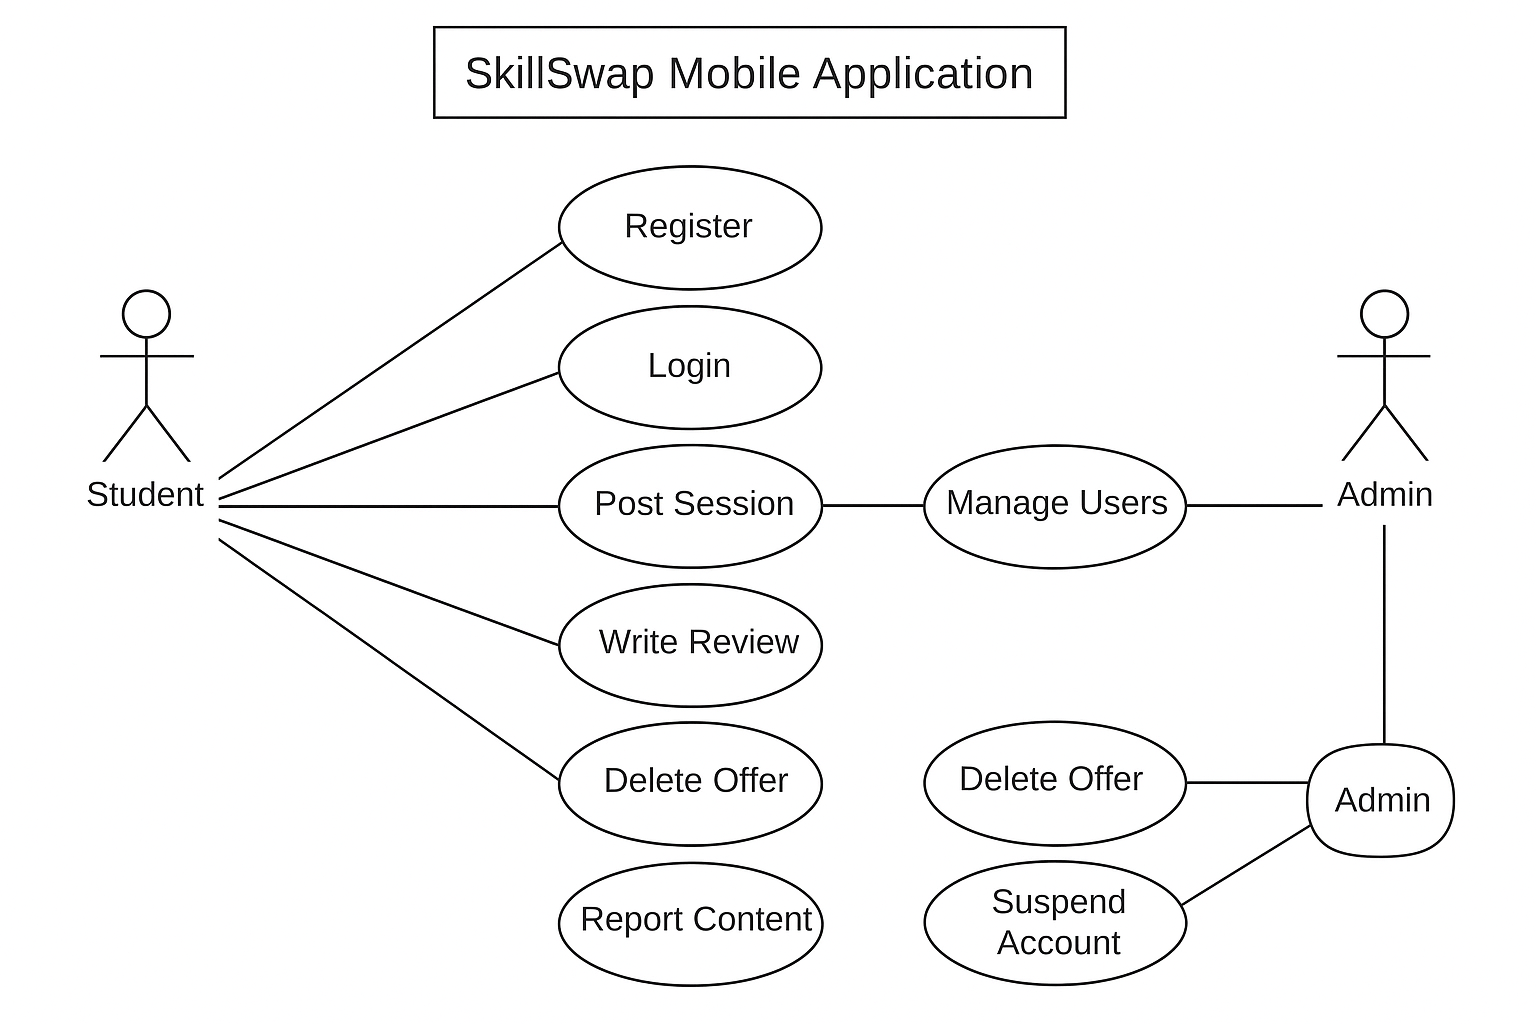 SkillSwap Mobile Application
Register
Login
Student
Post Session
Manage Users
Admin
Write Review
Delete Offer
Delete Offer
Admin
Report Content
Suspend
Account